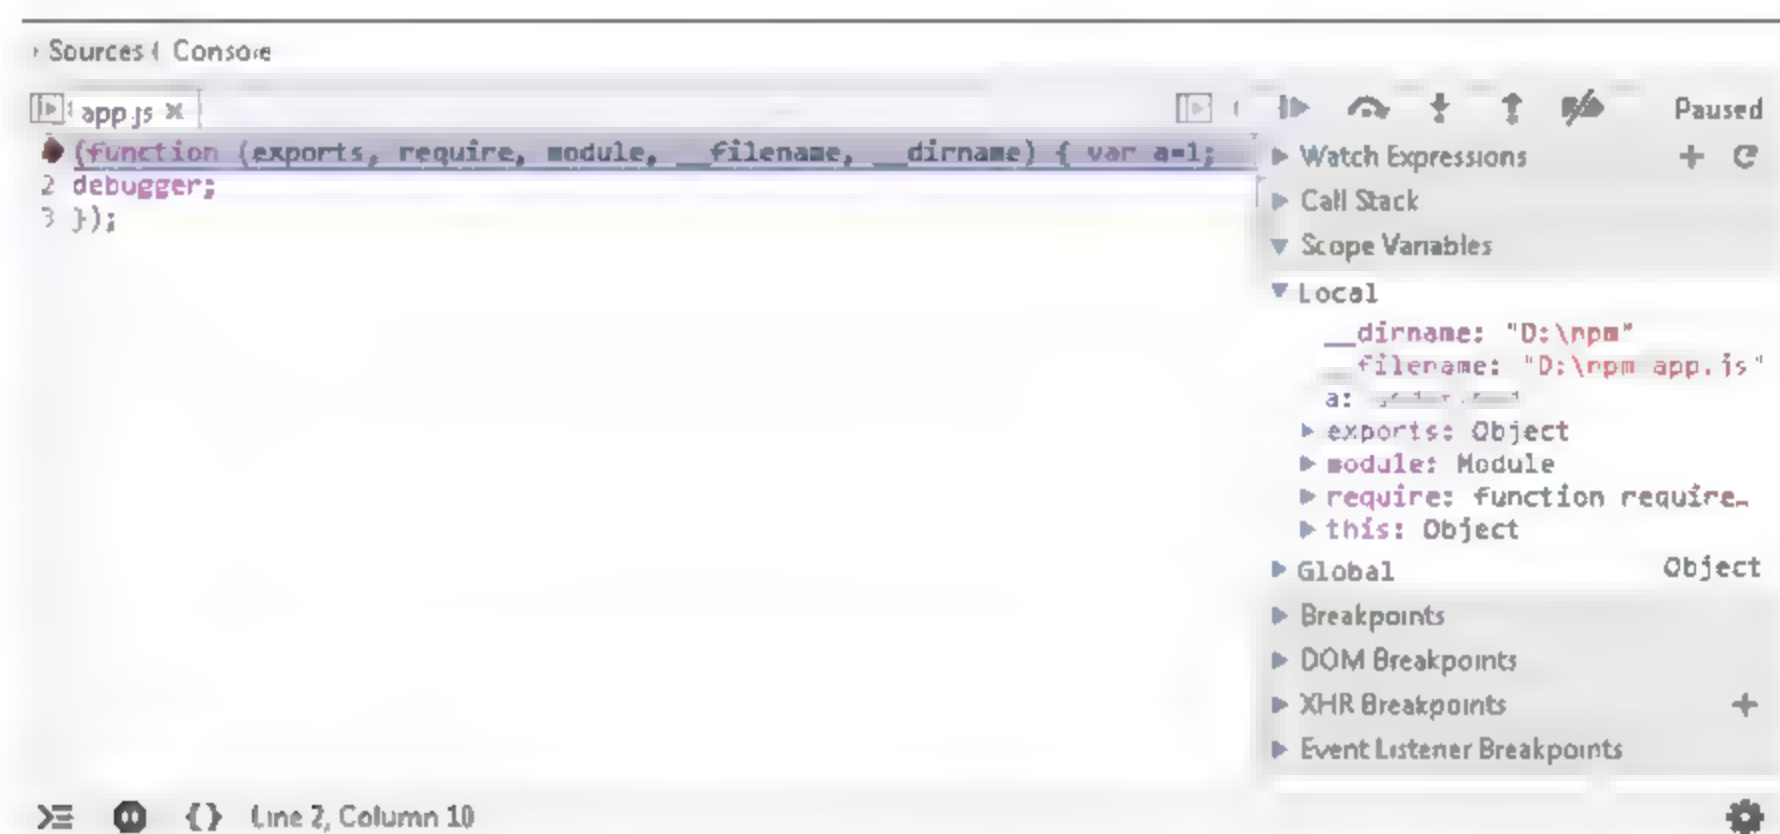 Sources Console
app.js ×
(function (exports, require, module, __filename, __dirname) { var a=1;
2 debugger;
3 });
Line 2, Column 10
Paused
Watch Expressions
Call Stack
Scope Variables
Local
__dirname: "D:\npm"
__filename: "D:\npm app.js"
a:
exports: Object
module: Module
require: function require…
this: Object
Global Object
Breakpoints
DOM Breakpoints
XHR Breakpoints
Event Listener Breakpoints